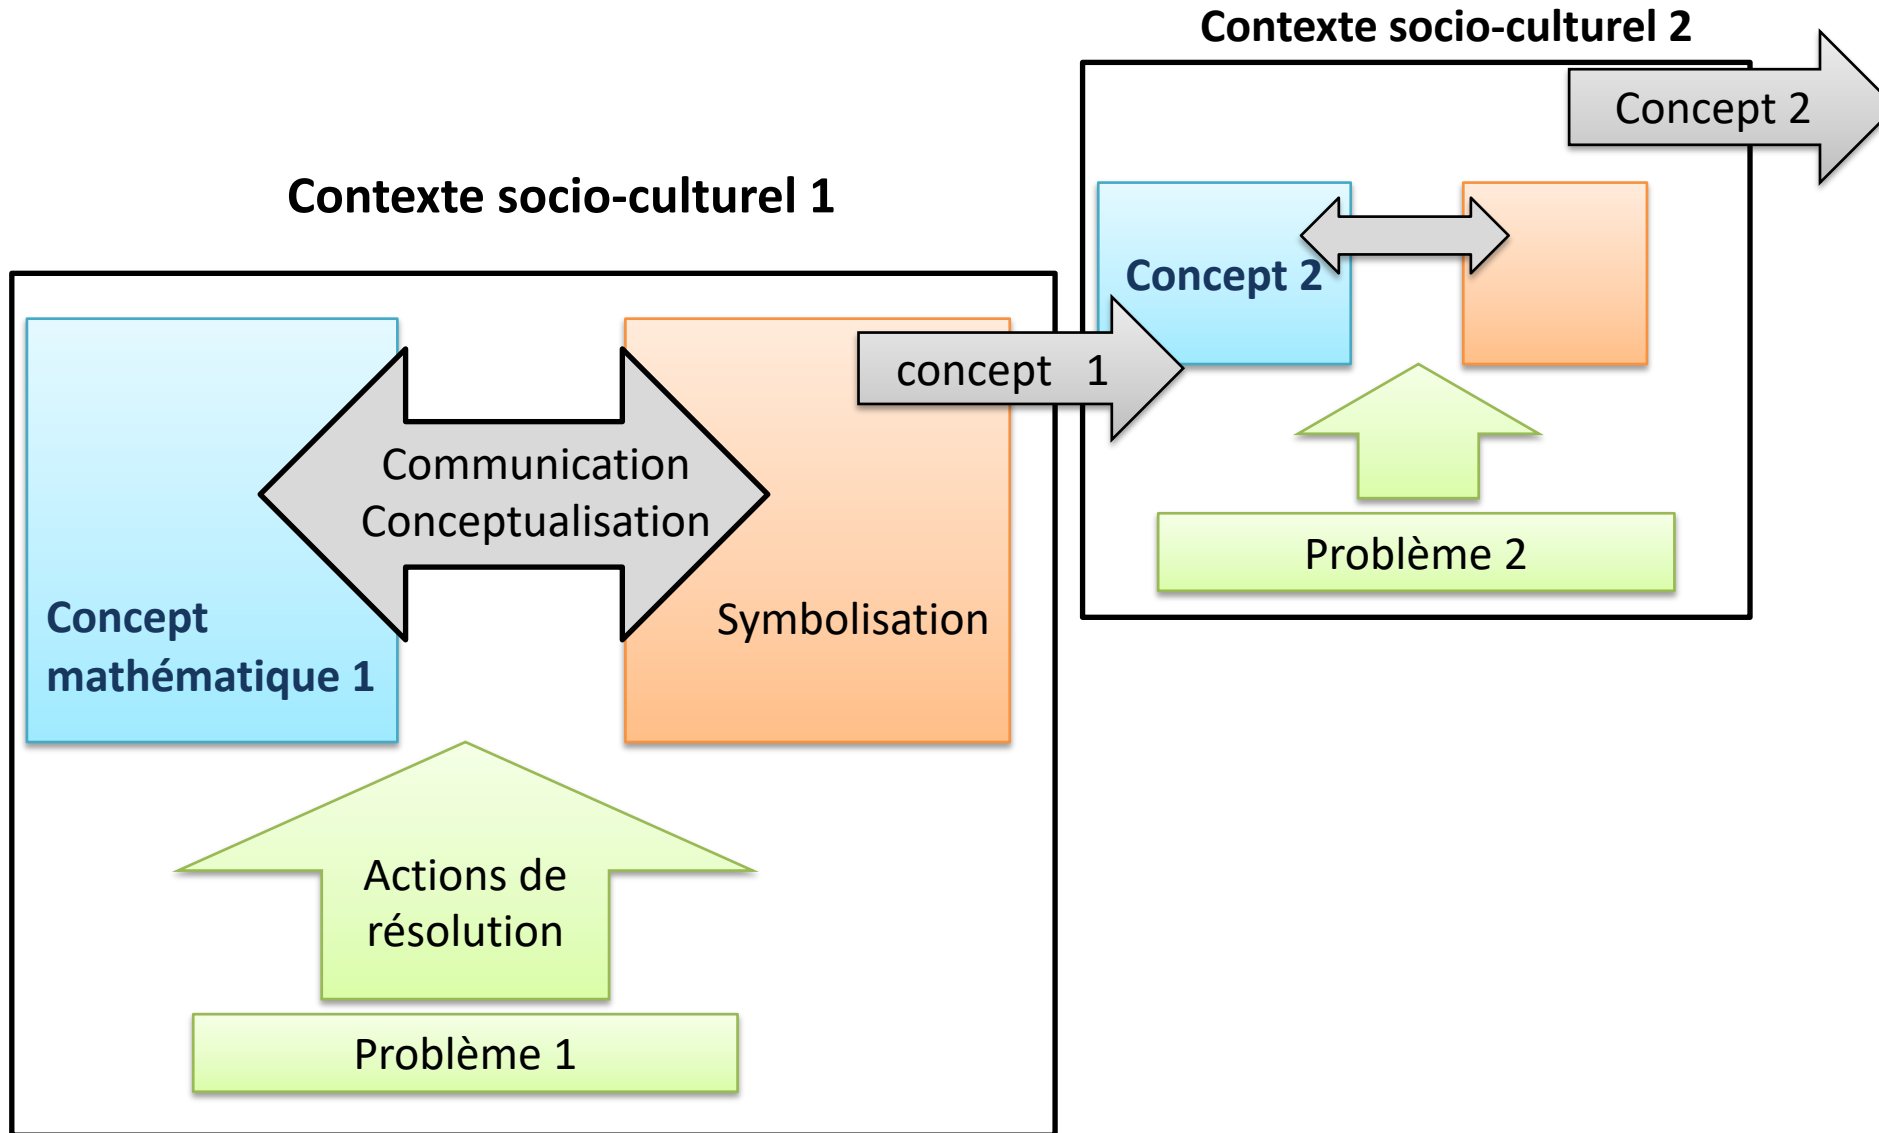 Contexte socio-culturel 2
Concept 2
Contexte socio-culturel 1
Concept 2
concept 1
Communication
Conceptualisation
Problème 2
Concept
mathématique 1
Symbolisation
Actions de
résolution
Problème 1